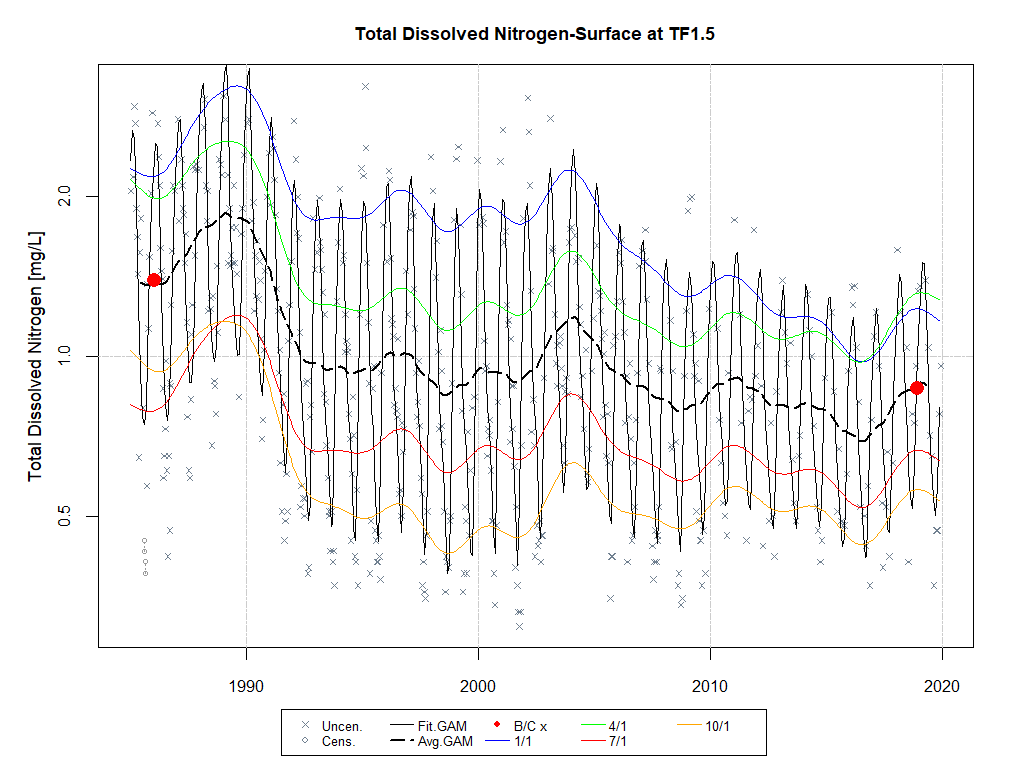 Total Dissolved Nitrogen-Surface at TF1.5
Total Dissolved Nitrogen [mg/L]
2.0
1.0
0.5
1990 2000 2010 2020
Uncen. Fit.GAM B/C x 4/1 10/1
Cens. Avg.GAM 1/1 7/1